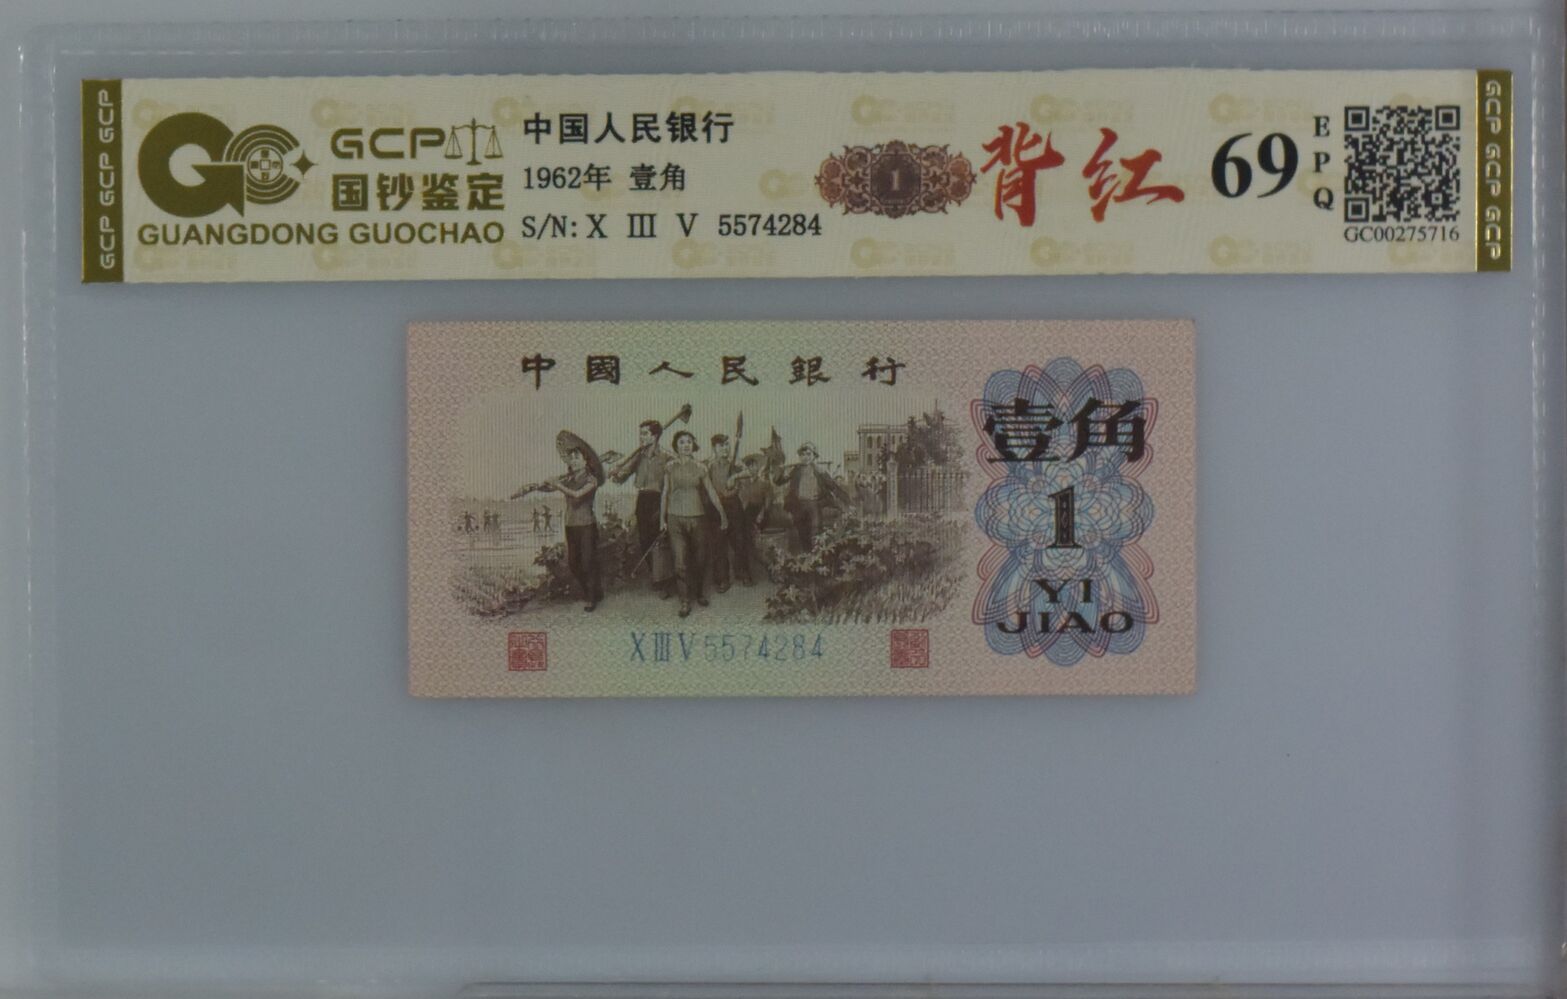 GCP GCP GCP
GCP
国钞鉴定
GUANGDONG GUOCHAO
中国人民银行
1962年 壹角
S/N: X III V 5574284
1
背红
69
EPQ
GC00275716
GCP GCP GCP
中國人民銀行
壹角
1
YI
JIAO
X III V 5574284